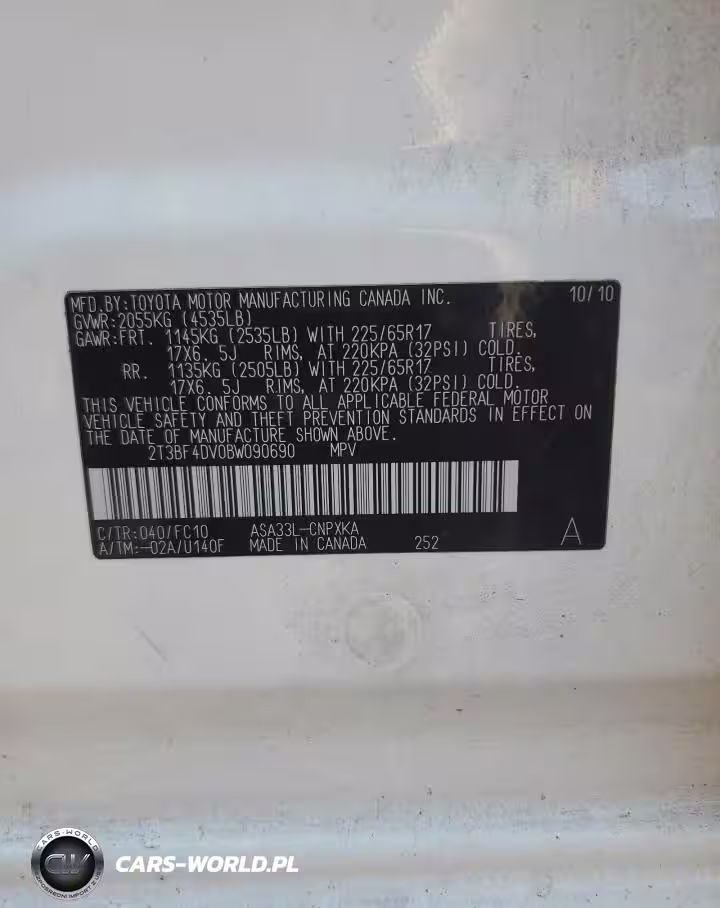 MFD.BY:TOYOTA MOTOR MANUFACTURING CANADA INC. 10/10
GVWR:2055KG (4535LB)
GAWR:FRT. 1145KG (2535LB) WITH 225/65R17 TIRES,
17X6. 5J RIMS, AT 220KPA (32PSI) COLD.
RR. 1135KG (2505LB) WITH 225/65R17 TIRES,
17X6. 5J RIMS, AT 220KPA (32PSI) COLD.
THIS VEHICLE CONFORMS TO ALL APPLICABLE FEDERAL MOTOR
VEHICLE SAFETY AND THEFT PREVENTION STANDARDS IN EFFECT ON
THE DATE OF MANUFACTURE SHOWN ABOVE.
2T3BF4DV0BW090690 MPV
C/TR:040/FC10 ASA33L-CNPXKA
A/TM:-02A/U140F MADE IN CANADA 252 A
CARS-WORLD
CARS-WORLD.PL